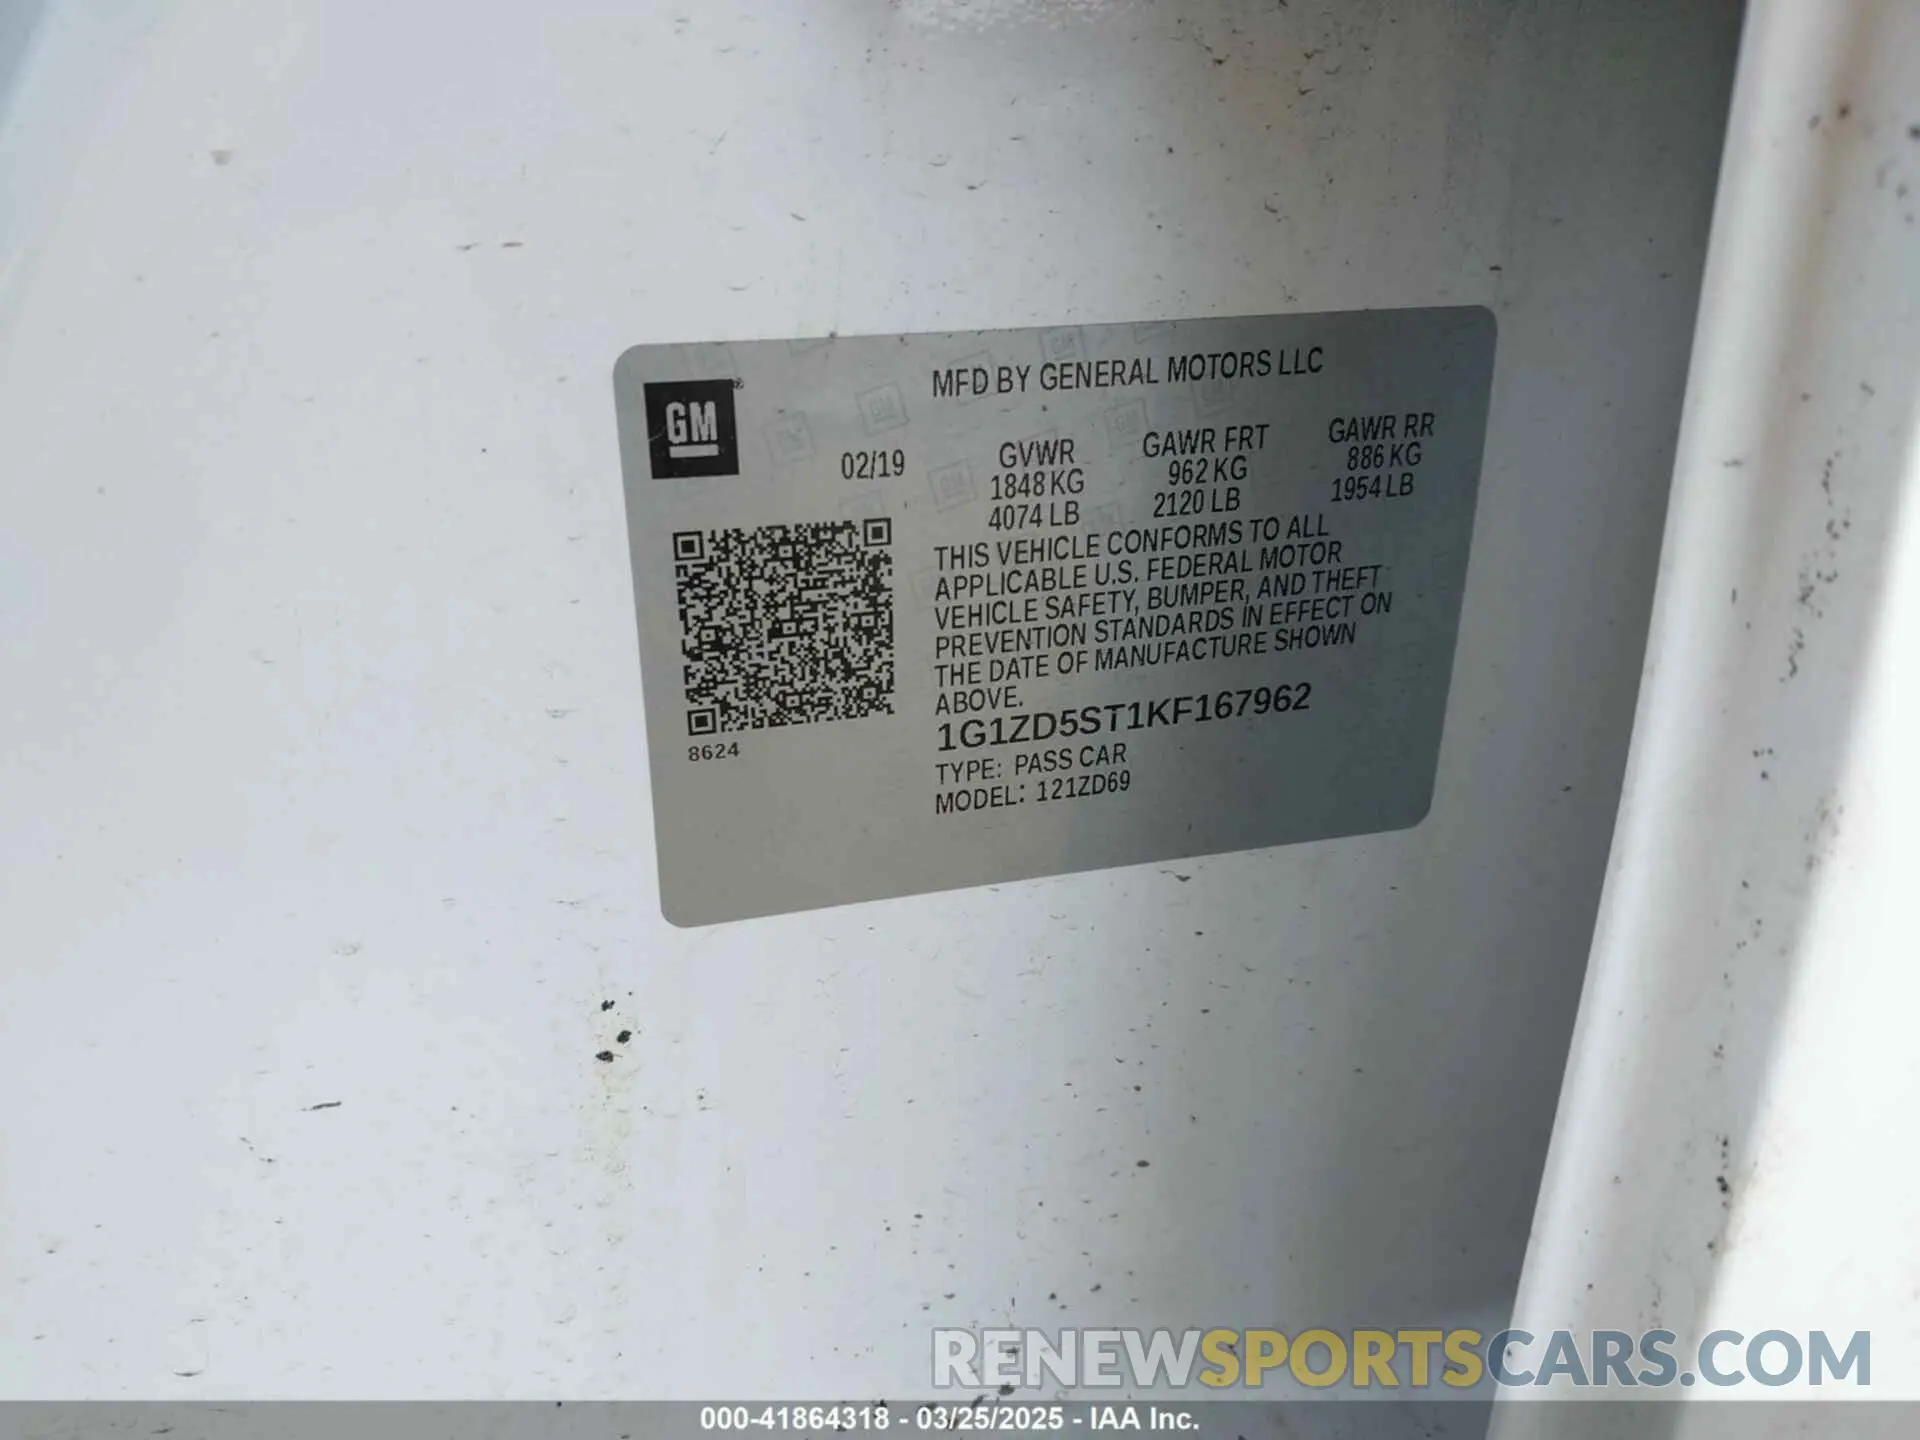 MFD BY GENERAL MOTORS LLC
GM®
02/19
GVWR GAWR FRT GAWR RR
1848 KG 962 KG 886 KG
4074 LB 2120 LB 1954 LB
THIS VEHICLE CONFORMS TO ALL
APPLICABLE U.S. FEDERAL MOTOR
VEHICLE SAFETY, BUMPER, AND THEFT
PREVENTION STANDARDS IN EFFECT ON
THE DATE OF MANUFACTURE SHOWN
ABOVE.
1G1ZD5ST1KF167962
8624
TYPE: PASS CAR
MODEL: 121ZD69
RENEWSPORTSCARS.COM
000-41864318 - 03/25/2025 - IAA Inc.